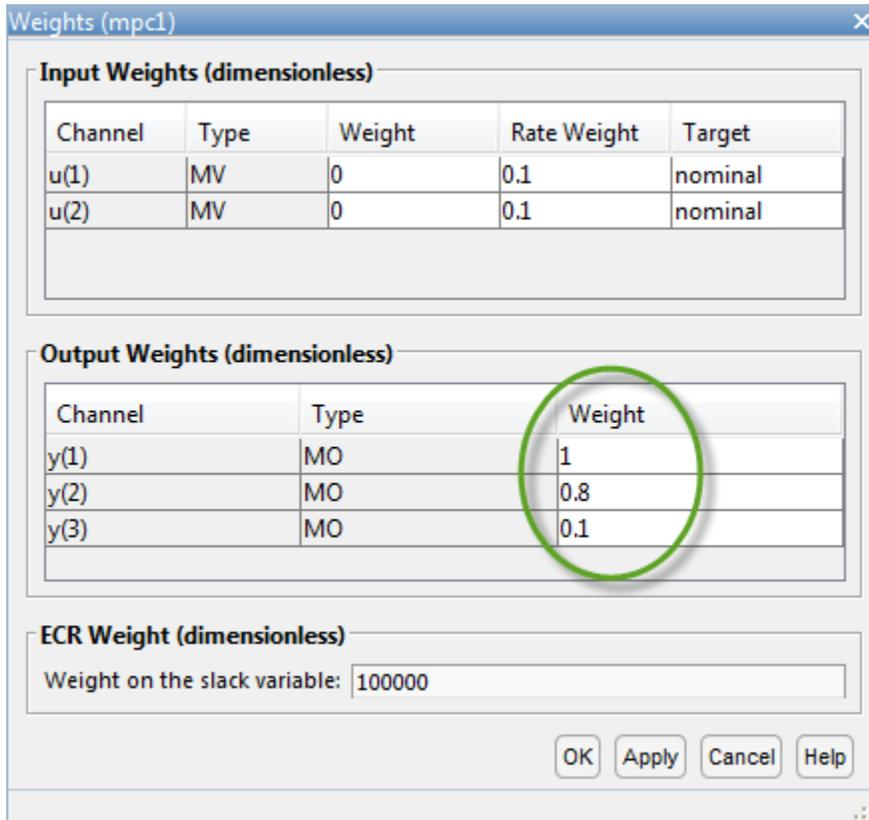 Weights (mpc1)
Input Weights (dimensionless)
Channel Type Weight Rate Weight Target
u(1) MV 0 0.1 nominal
u(2) MV 0 0.1 nominal
Output Weights (dimensionless)
Channel Type Weight
y(1) MO 1
y(2) MO 0.8
y(3) MO 0.1
ECR Weight (dimensionless)
Weight on the slack variable: 100000
OK Apply Cancel Help